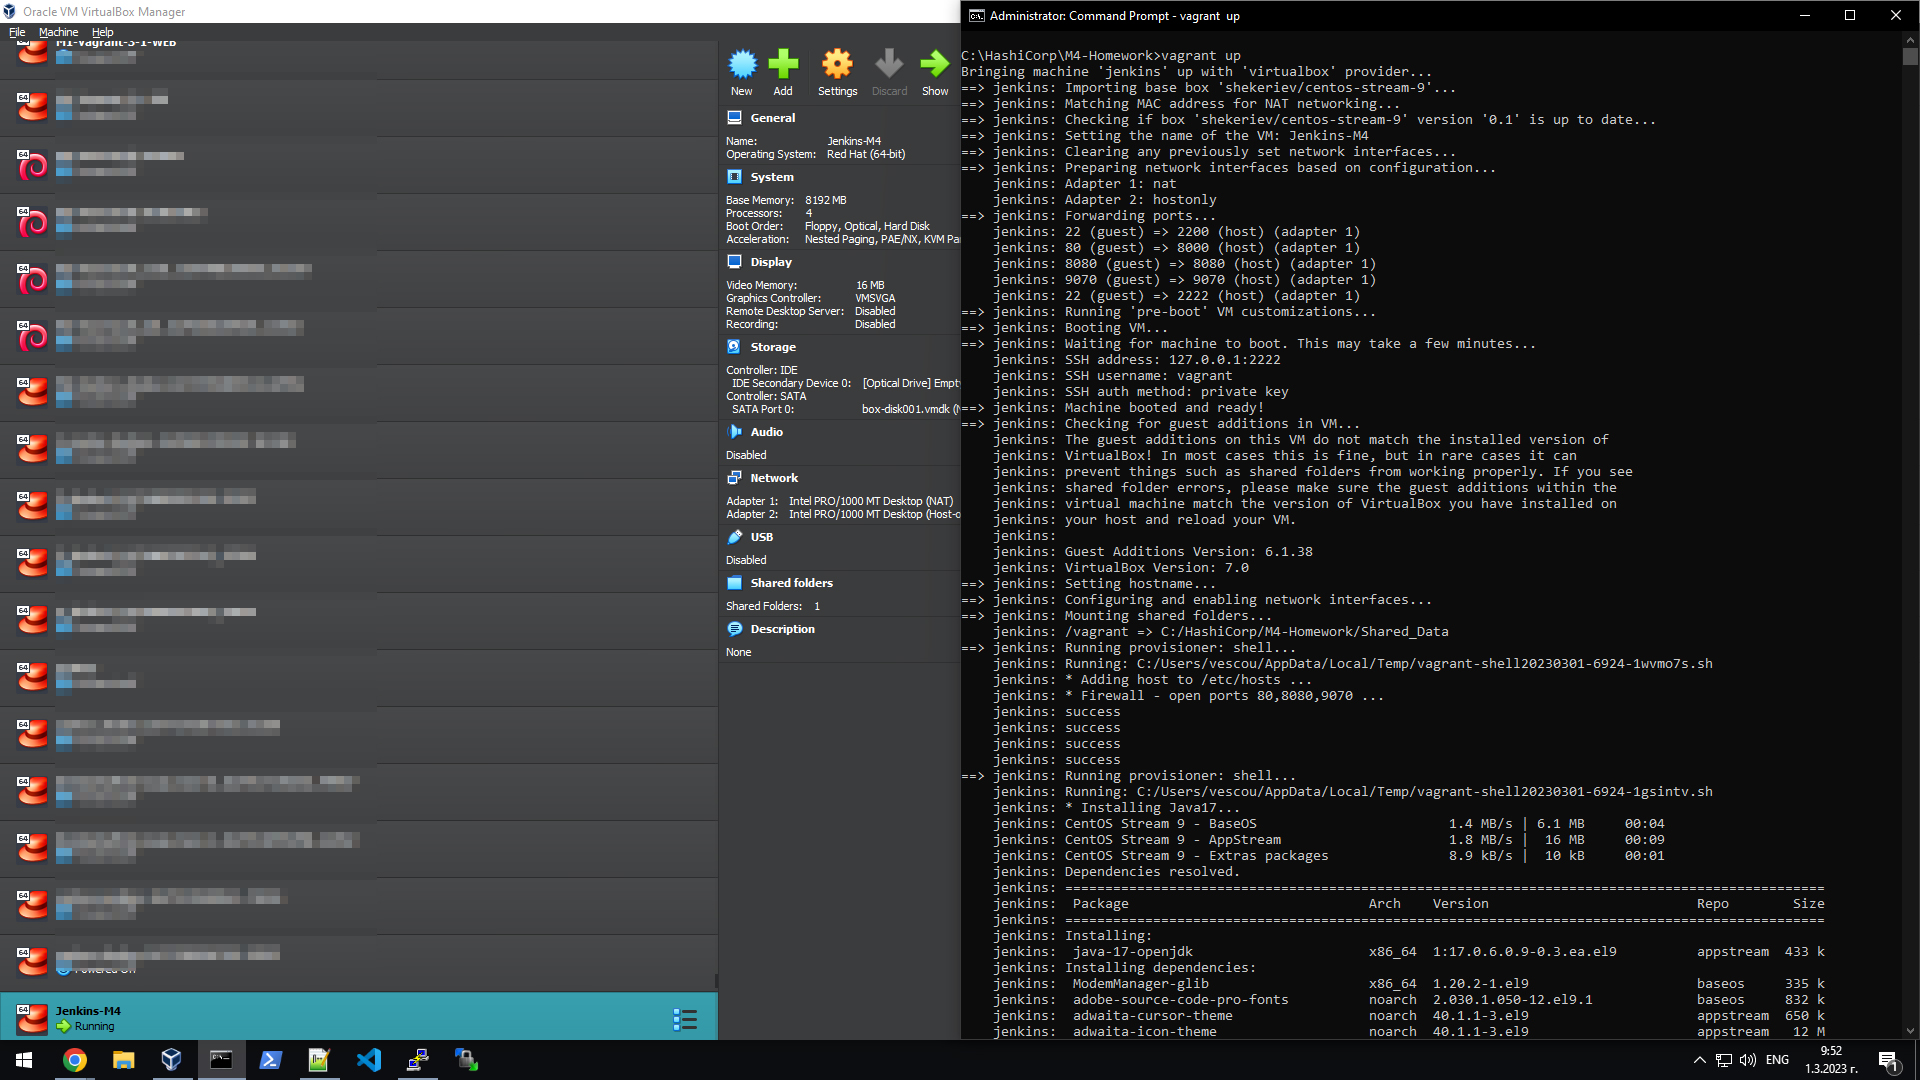 Oracle VM VirtualBox Manager
File Machine Help
M1-Vagrant-3-1-WEB
Powered Off
Jenkins-M4
Running
New Add Settings Discard Show
General
Name: Jenkins-M4
Operating System: Red Hat (64-bit)
System
Base Memory: 8192 MB
Processors: 4
Boot Order: Floppy, Optical, Hard Disk
Acceleration: Nested Paging, PAE/NX, KVM Pa
Display
Video Memory: 16 MB
Graphics Controller: VMSVGA
Remote Desktop Server: Disabled
Recording: Disabled
Storage
Controller: IDE
IDE Secondary Device 0: [Optical Drive] Empt
Controller: SATA
SATA Port 0: box-disk001.vmdk (N
Audio
Disabled
Network
Adapter 1: Intel PRO/1000 MT Desktop (NAT)
Adapter 2: Intel PRO/1000 MT Desktop (Host-o
USB
Disabled
Shared folders
Shared Folders: 1
Description
None
Administrator: Command Prompt - vagrant up
C:\HashiCorp\M4-Homework>vagrant up
Bringing machine 'jenkins' up with 'virtualbox' provider...
==> jenkins: Importing base box 'shekeriev/centos-stream-9'...
==> jenkins: Matching MAC address for NAT networking...
==> jenkins: Checking if box 'shekeriev/centos-stream-9' version '0.1' is up to date...
==> jenkins: Setting the name of the VM: Jenkins-M4
==> jenkins: Clearing any previously set network interfaces...
==> jenkins: Preparing network interfaces based on configuration...
jenkins: Adapter 1: nat
jenkins: Adapter 2: hostonly
==> jenkins: Forwarding ports...
jenkins: 22 (guest) => 2200 (host) (adapter 1)
jenkins: 80 (guest) => 8000 (host) (adapter 1)
jenkins: 8080 (guest) => 8080 (host) (adapter 1)
jenkins: 9070 (guest) => 9070 (host) (adapter 1)
jenkins: 22 (guest) => 2222 (host) (adapter 1)
==> jenkins: Running 'pre-boot' VM customizations...
==> jenkins: Booting VM...
==> jenkins: Waiting for machine to boot. This may take a few minutes...
jenkins: SSH address: 127.0.0.1:2222
jenkins: SSH username: vagrant
jenkins: SSH auth method: private key
==> jenkins: Machine booted and ready!
==> jenkins: Checking for guest additions in VM...
jenkins: The guest additions on this VM do not match the installed version of
jenkins: VirtualBox! In most cases this is fine, but in rare cases it can
jenkins: prevent things such as shared folders from working properly. If you see
jenkins: shared folder errors, please make sure the guest additions within the
jenkins: virtual machine match the version of VirtualBox you have installed on
jenkins: your host and reload your VM.
jenkins:
jenkins: Guest Additions Version: 6.1.38
jenkins: VirtualBox Version: 7.0
==> jenkins: Setting hostname...
==> jenkins: Configuring and enabling network interfaces...
==> jenkins: Mounting shared folders...
jenkins: /vagrant => C:/HashiCorp/M4-Homework/Shared_Data
==> jenkins: Running provisioner: shell...
jenkins: Running: C:/Users/vescou/AppData/Local/Temp/vagrant-shell20230301-6924-1wvmo7s.sh
jenkins: * Adding host to /etc/hosts ...
jenkins: * Firewall - open ports 80,8080,9070 ...
jenkins: success
jenkins: success
jenkins: success
jenkins: success
==> jenkins: Running provisioner: shell...
jenkins: Running: C:/Users/vescou/AppData/Local/Temp/vagrant-shell20230301-6924-1gsintv.sh
jenkins: * Installing Java17...
jenkins: CentOS Stream 9 - BaseOS 1.4 MB/s | 6.1 MB 00:04
jenkins: CentOS Stream 9 - AppStream 1.8 MB/s | 16 MB 00:09
jenkins: CentOS Stream 9 - Extras packages 8.9 kB/s | 10 kB 00:01
jenkins: Dependencies resolved.
jenkins: ================================================================================
jenkins: Package Arch Version Repo Size
jenkins: ================================================================================
jenkins: Installing:
jenkins: java-17-openjdk x86_64 1:17.0.6.0.9-0.3.ea.el9 appstream 433 k
jenkins: Installing dependencies:
jenkins: ModemManager-glib x86_64 1.20.2-1.el9 baseos 335 k
jenkins: adobe-source-code-pro-fonts noarch 2.030.1.050-12.el9.1 baseos 832 k
jenkins: adwaita-cursor-theme noarch 40.1.1-3.el9 appstream 650 k
jenkins: adwaita-icon-theme noarch 40.1.1-3.el9 appstream 12 M
ENG
9:52
1.3.2023 г.
1